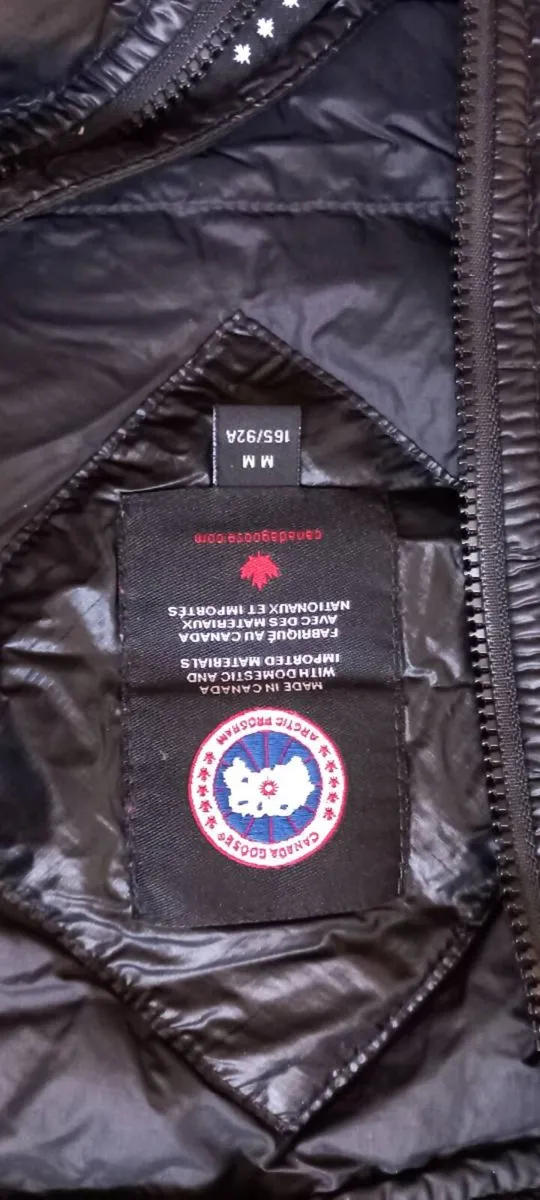 CANADA GOOSE®
ARCTIC PROGRAM
MADE IN CANADA
WITH DOMESTIC AND
IMPORTED MATERIALS
FABRIQUÉ AU CANADA
AVEC DES MATERIAUX
NATIONAUX ET IMPORTÉS
canadagoose.com
M M
165/92A